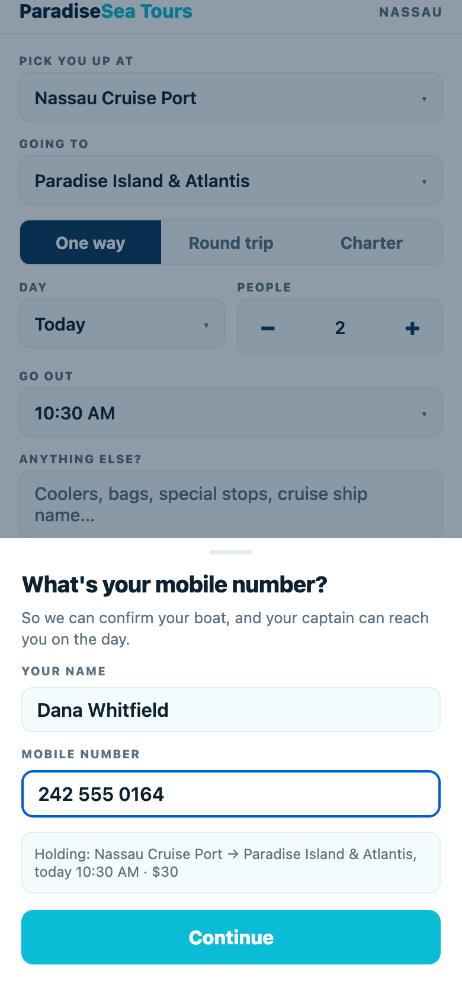 ParadiseSea Tours
NASSAU
PICK YOU UP AT
Nassau Cruise Port
GOING TO
Paradise Island & Atlantis
One way
Round trip
Charter
DAY
PEOPLE
Today
2
GO OUT
10:30 AM
ANYTHING ELSE?
Coolers, bags, special stops, cruise ship
name...
What's your mobile number?
So we can confirm your boat, and your captain can reach
you on the day.
YOUR NAME
Dana Whitfield
MOBILE NUMBER
242 555 0164
Holding: Nassau Cruise Port → Paradise Island & Atlantis,
today 10:30 AM · $30
Continue